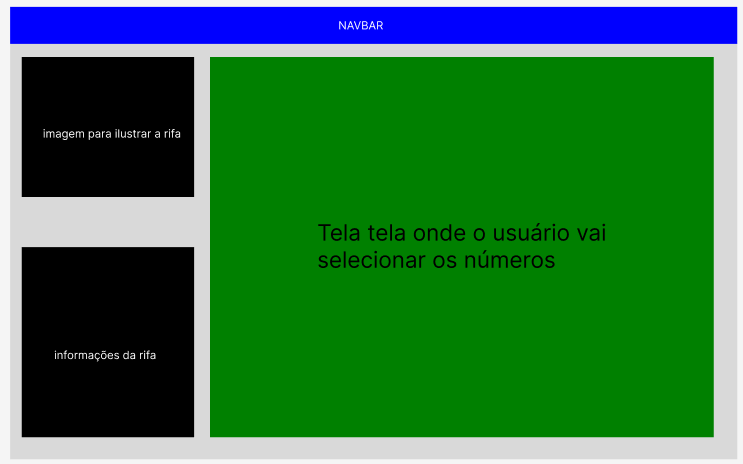 NAVBAR
imagem para ilustrar a rifa
Tela tela onde o usuário vai
selecionar os números
informações da rifa